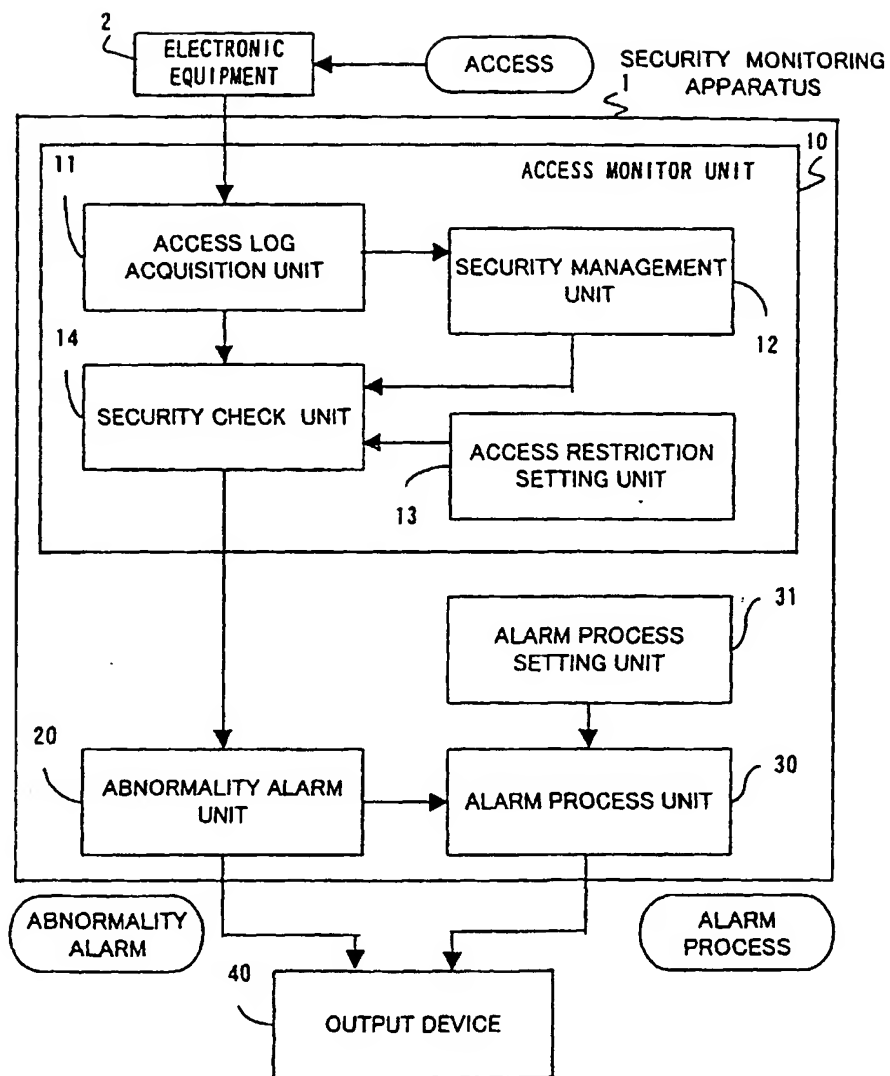 2
ELECTRONIC
EQUIPMENT
ACCESS
SECURITY MONITORING
APPARATUS
1
10
ACCESS MONITOR UNIT
11
ACCESS LOG
ACQUISITION UNIT
SECURITY MANAGEMENT
UNIT
12
14
SECURITY CHECK UNIT
ACCESS RESTRICTION
SETTING UNIT
13
31
ALARM PROCESS
SETTING UNIT
20
ABNORMALITY ALARM
UNIT
30
ALARM PROCESS UNIT
ABNORMALITY
ALARM
ALARM
PROCESS
40
OUTPUT DEVICE